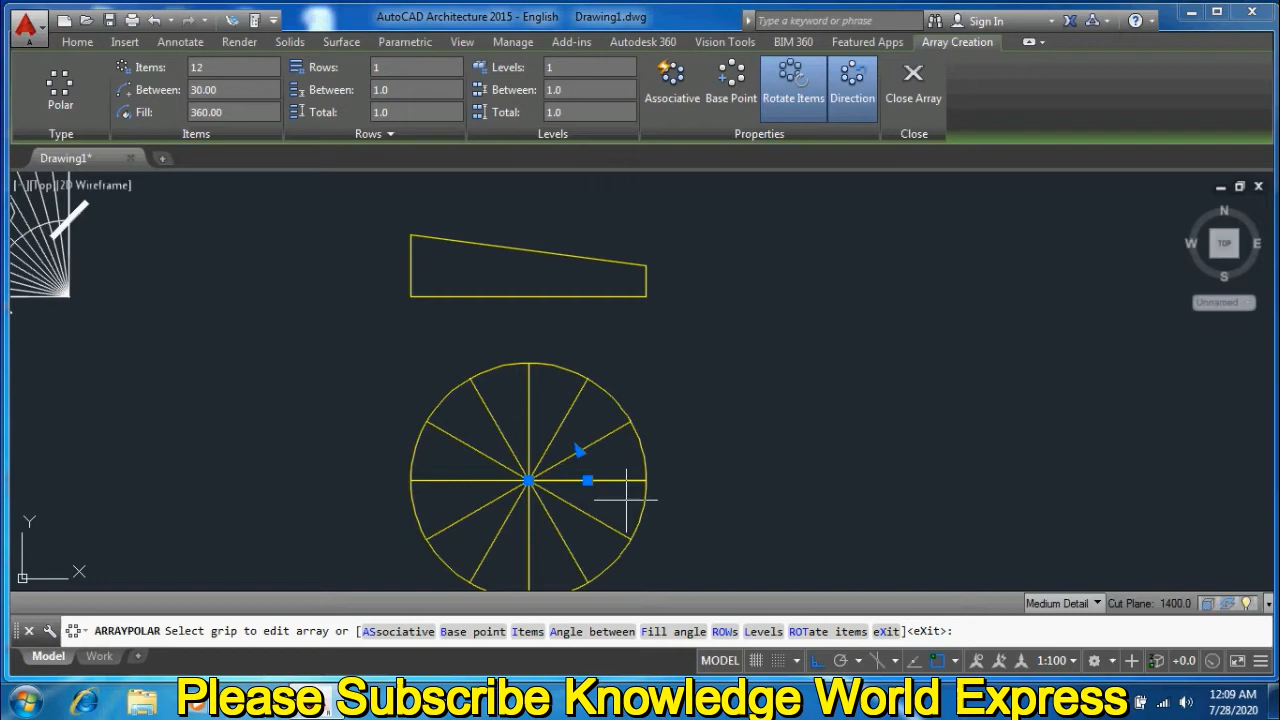 AutoCAD Architecture 2015 - English Drawing1.dwg
Type a keyword or phrase
Sign In
Home Insert Annotate Render Solids Surface Parametric View Manage Add-ins Autodesk 360 Vision Tools BIM 360 Featured Apps Array Creation
Items: 12 Rows: 1 Levels: 1
Between: 30.00 Between: 1.0 Between: 1.0
Polar Associative Base Point Rotate Items Direction Close Array
Fill: 360.00 Total: 1.0 Total: 1.0
Type Items Rows Levels Properties Close
Drawing1*
[-][Top][2D Wireframe]
N
W TOP E
S
Unnamed
Y
X
Medium Detail Cut Plane: 1400.0
ARRAYPOLAR Select grip to edit array or [ASsociative Base point Items Angle between Fill angle ROWs Levels ROTate items eXit]<eXit>:
Model Work
MODEL 1:100 +0.0
Please Subscribe Knowledge World Express
12:09 AM
7/28/2020